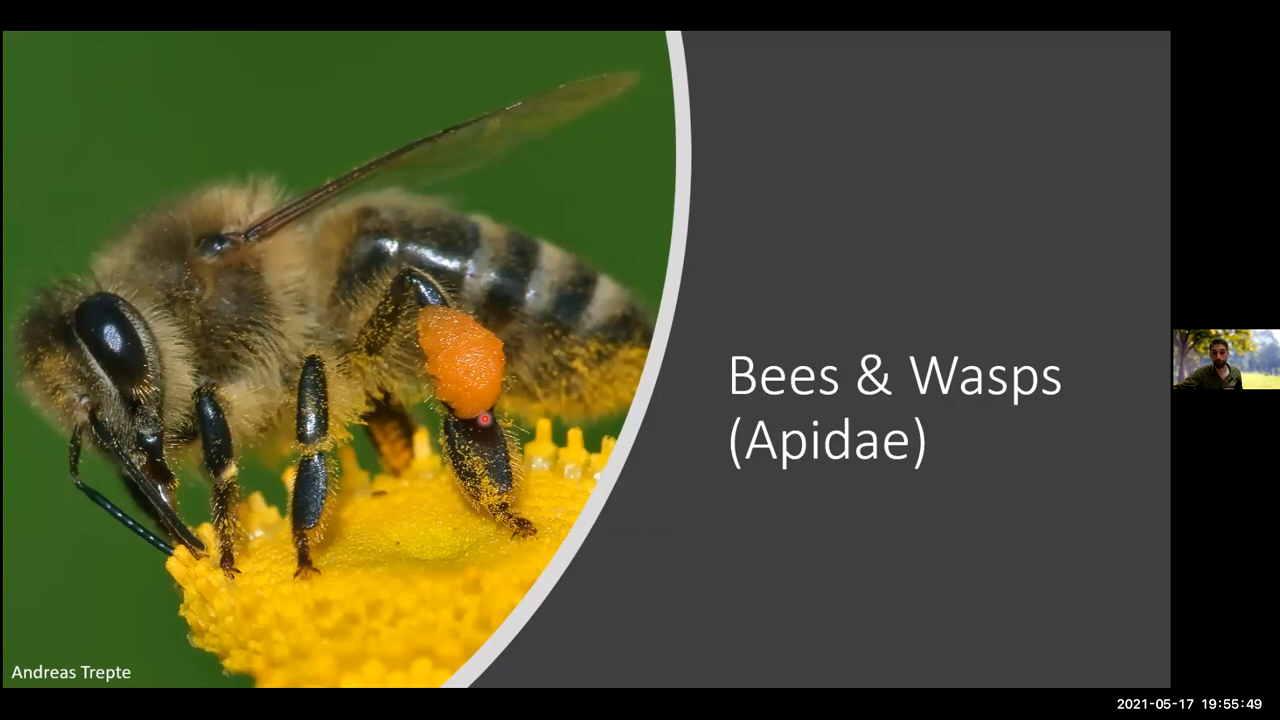 Bees & Wasps
(Apidae)
Andreas Trepte
2021-05-17 19:55:49